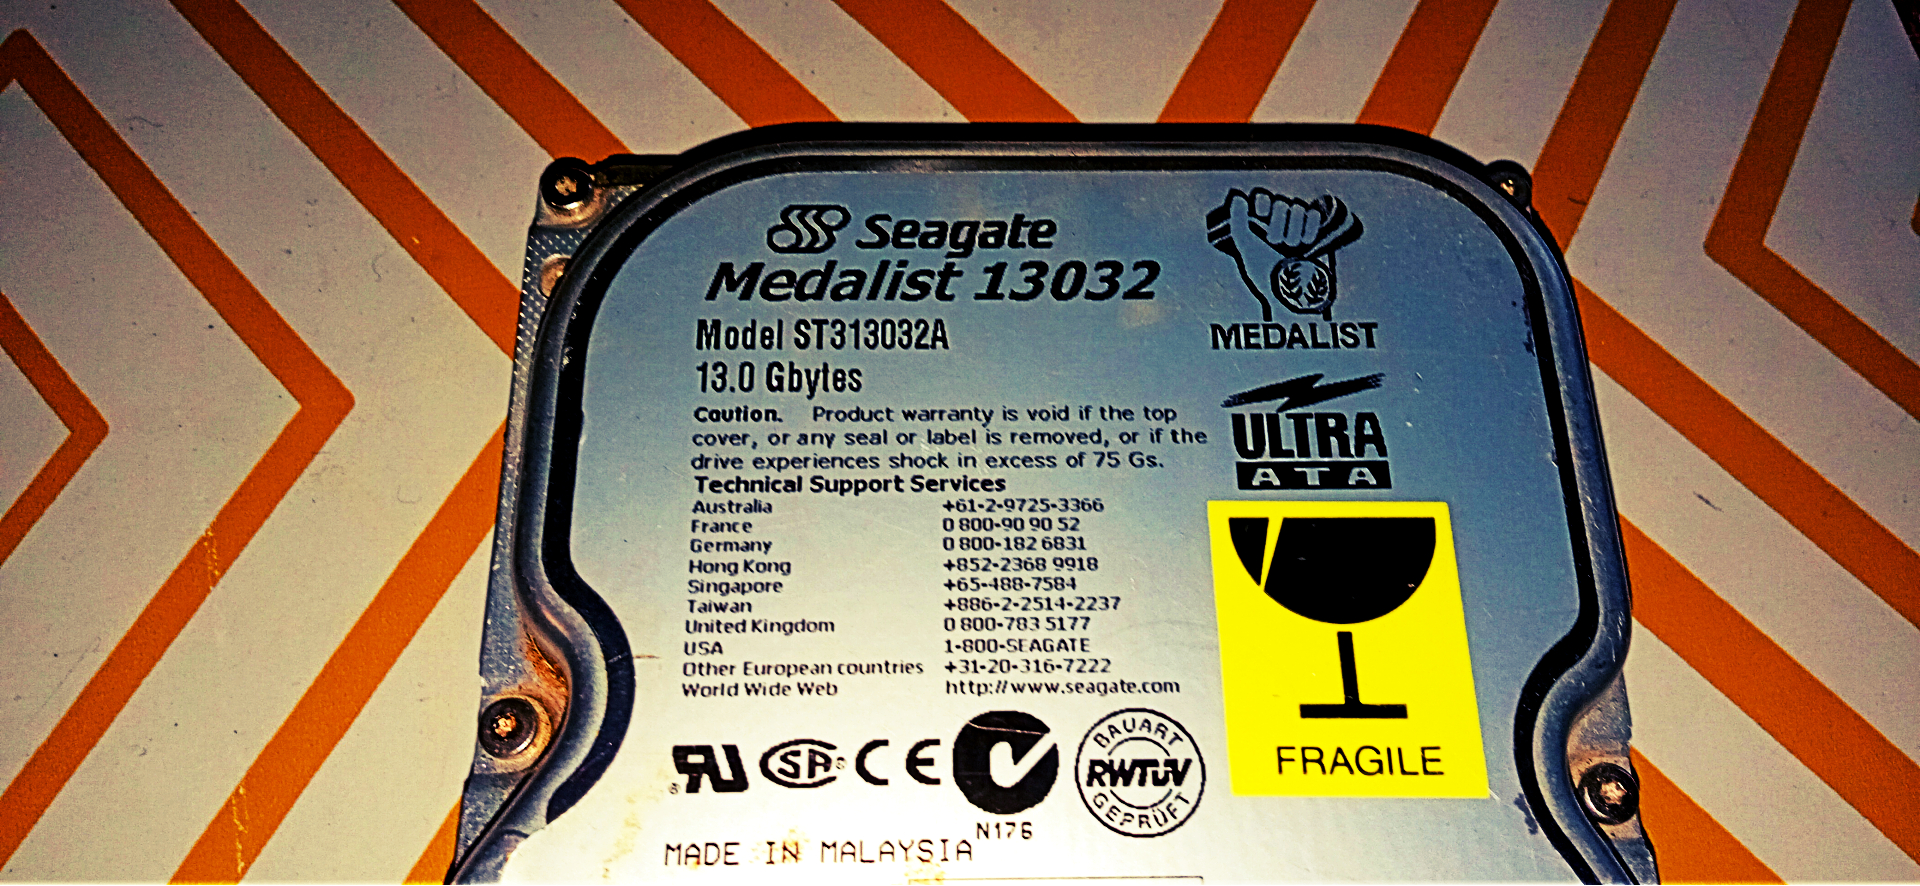 Seagate
Medalist 13032
Model ST313032A
13.0 Gbytes
Caution. Product warranty is void if the top
cover, or any seal or label is removed, or if the
drive experiences shock in excess of 75 Gs.
Technical Support Services
Australia +61-2-9725-3366
France 0 800-90 90 52
Germany 0 800-182 6831
Hong Kong +852-2368 9918
Singapore +65-488-7584
Taiwan +886-2-2514-2237
United Kingdom 0 800-783 5177
USA 1-800-SEAGATE
Other European countries +31-20-316-7222
World Wide Web http://www.seagate.com
MEDALIST
ULTRA
ATA
FRAGILE
RU ® SA ® CE
N176
BAUART
RWTÜV
GEPRÜFT
MADE IN MALAYSIA